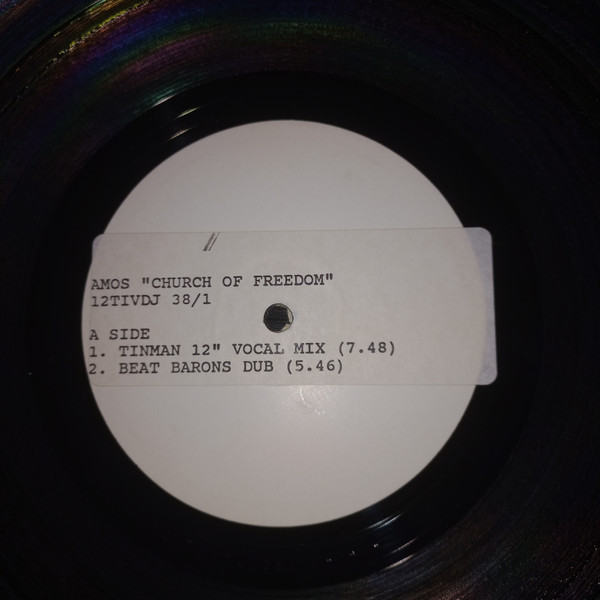 AMOS "CHURCH OF FREEDOM"
12TIVDJ 38/1
A SIDE
1. TINMAN 12" VOCAL MIX (7.48)
2. BEAT BARONS DUB (5.46)